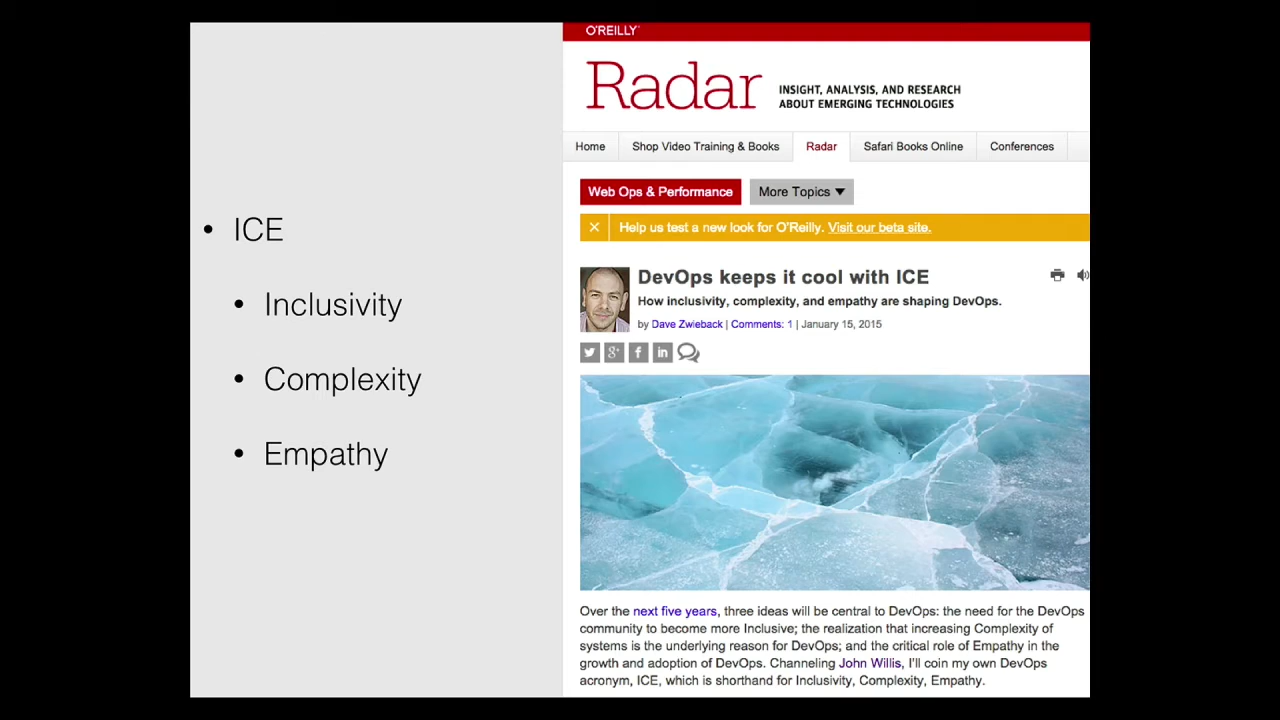 • ICE
• Inclusivity
• Complexity
• Empathy
O'REILLY®
Radar
INSIGHT, ANALYSIS, AND RESEARCH
ABOUT EMERGING TECHNOLOGIES
Home Shop Video Training & Books Radar Safari Books Online Conferences
Web Ops & Performance More Topics ▼
✕ Help us test a new look for O'Reilly. Visit our beta site.
DevOps keeps it cool with ICE
How inclusivity, complexity, and empathy are shaping DevOps.
by Dave Zwieback | Comments: 1 | January 15, 2015
g+ f in
Over the next five years, three ideas will be central to DevOps: the need for the DevOps
community to become more Inclusive; the realization that increasing Complexity of
systems is the underlying reason for DevOps; and the critical role of Empathy in the
growth and adoption of DevOps. Channeling John Willis, I'll coin my own DevOps
acronym, ICE, which is shorthand for Inclusivity, Complexity, Empathy.